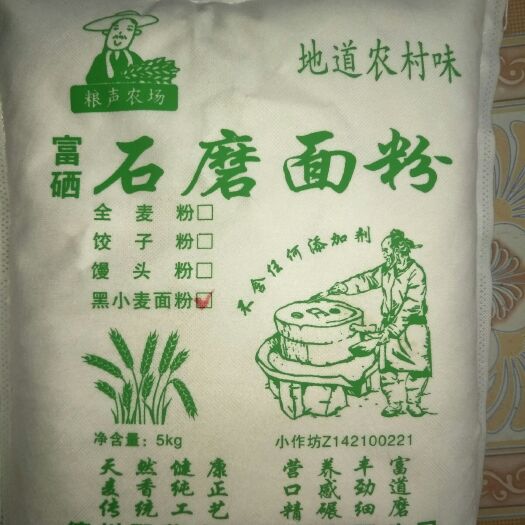 粮声农场
地道农村味
富硒
石磨面粉
全麦粉
饺子粉
馒头粉
黑小麦面粉
不含任何添加剂
净含量：5kg
小作坊Z142100221
天然健康
麦香纯正
传统工艺
营养丰富
口感劲道
精碾细磨